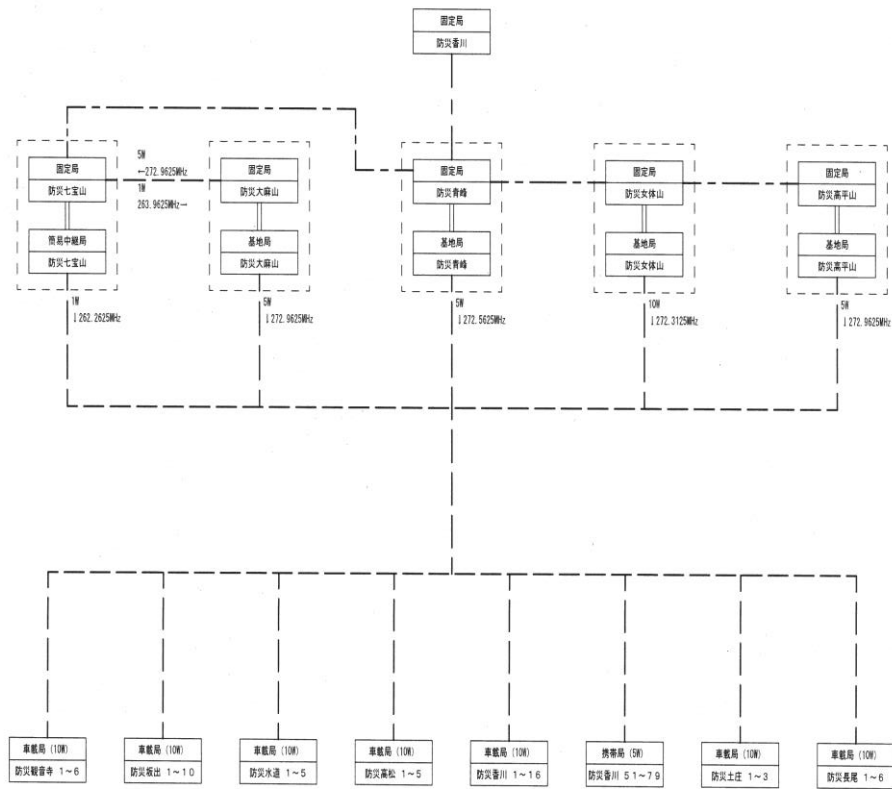 固定局
防災香川
固定局
防災七宝山
簡易中継局
防災七宝山
5W
←272.9625MHz
1W
263.9625MHz→
固定局
防災大麻山
基地局
防災大麻山
固定局
防災青峰
基地局
防災青峰
固定局
防災女体山
基地局
防災女体山
固定局
防災高平山
基地局
防災高平山
1W
↓262.2625MHz
5W
↓272.9625MHz
5W
↓272.5625MHz
10W
↓272.3125MHz
5W
↓272.9625MHz
車載局 (10W)
防災観音寺 1～6
車載局 (10W)
防災坂出 1～10
車載局 (10W)
防災水道 1～5
車載局 (10W)
防災高松 1～5
車載局 (10W)
防災香川 1～16
携帯局 (5W)
防災香川 51～79
車載局 (10W)
防災土庄 1～3
車載局 (10W)
防災長尾 1～6